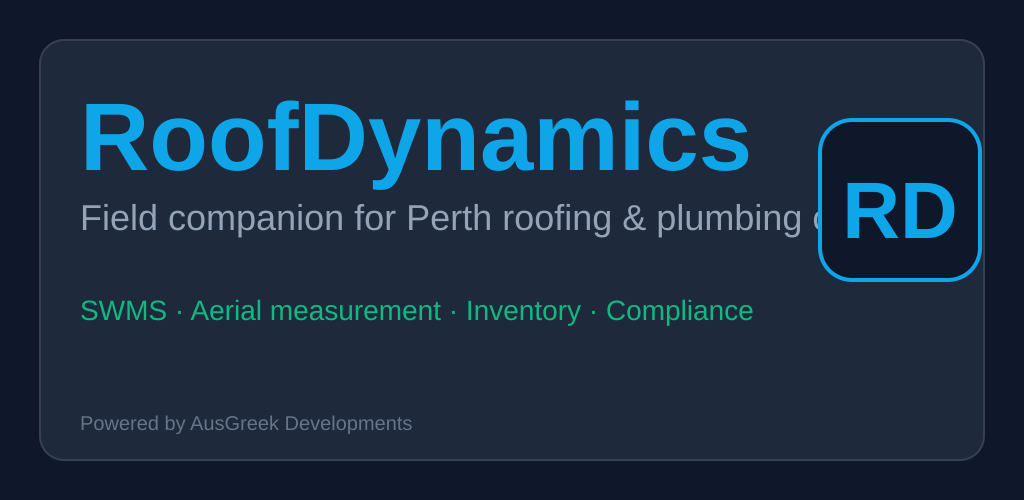 RoofDynamics
Field companion for Perth roofing & plumbing
RD
SWMS · Aerial measurement · Inventory · Compliance
Powered by AusGreek Developments